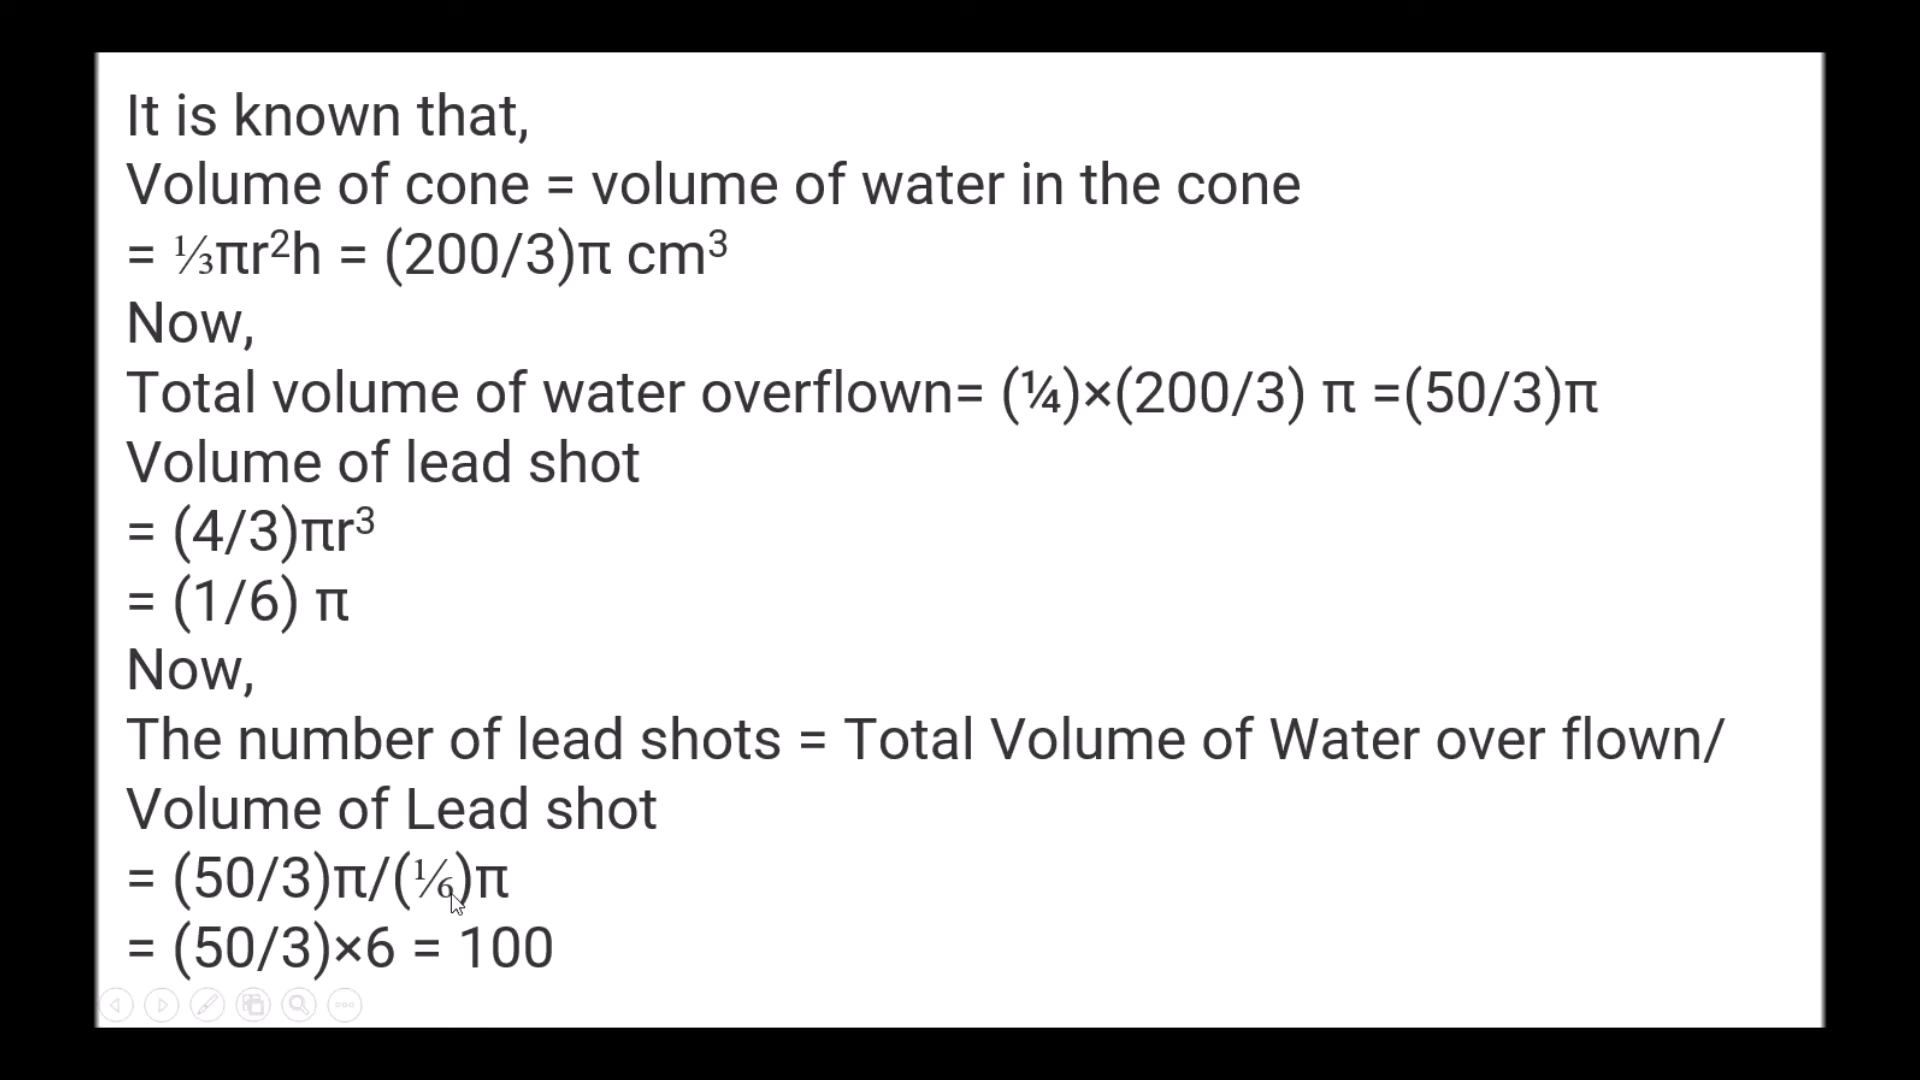 It is known that,
Volume of cone = volume of water in the cone
= ⅓πr²h = (200/3)π cm³
Now,
Total volume of water overflown= (¼)×(200/3) π =(50/3)π
Volume of lead shot
= (4/3)πr³
= (1/6) π
Now,
The number of lead shots = Total Volume of Water over flown/
Volume of Lead shot
= (50/3)π/(⅙)π
= (50/3)×6 = 100